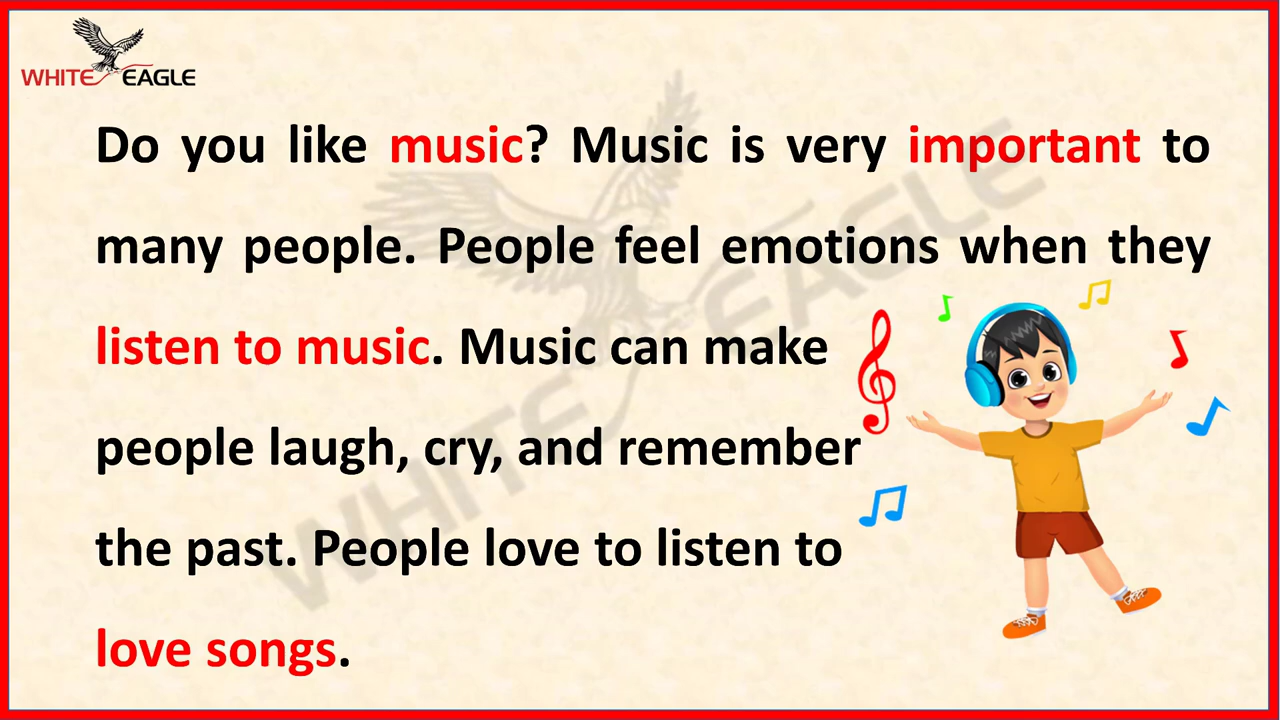 WHITE EAGLE
Do you like music? Music is very important to
many people. People feel emotions when they
listen to music. Music can make
people laugh, cry, and remember
the past. People love to listen to
love songs.
WHITE EAGLE